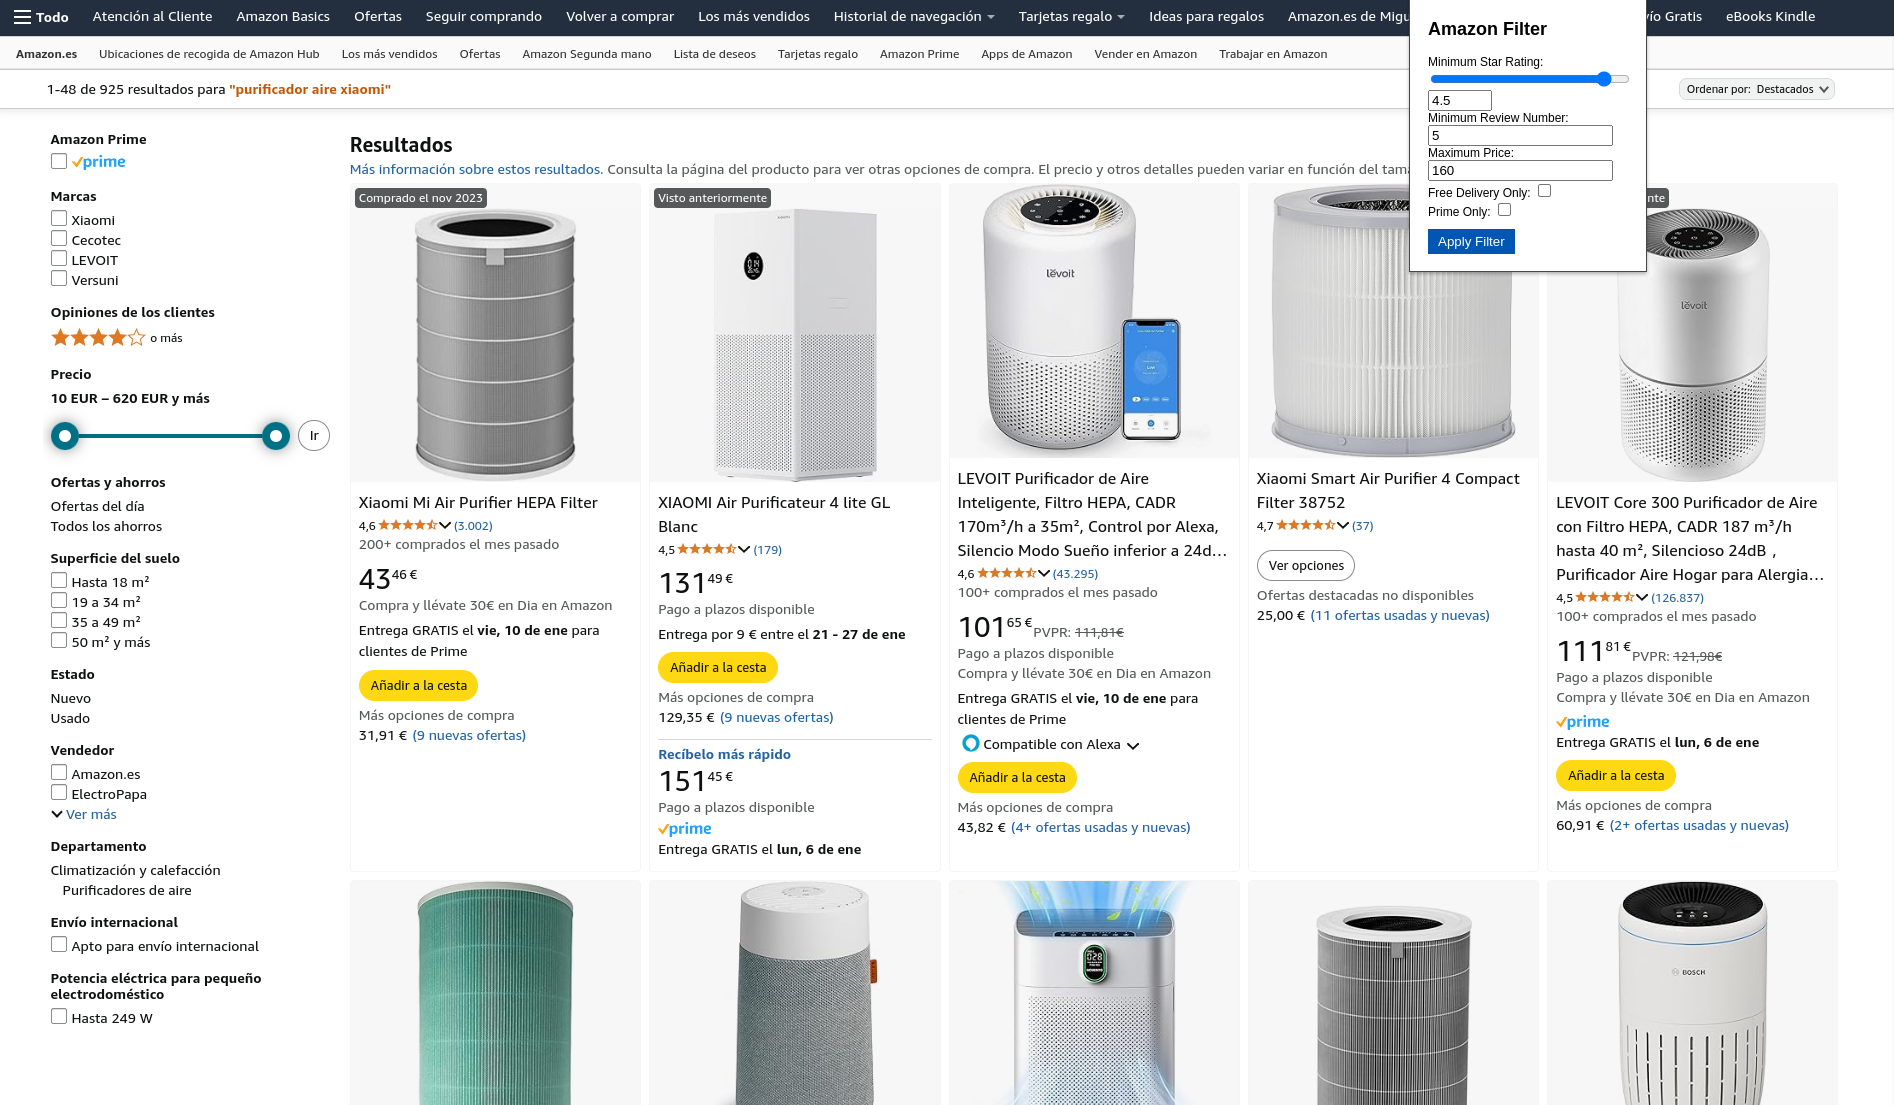 Todo
Atención al Cliente
Amazon Basics
Ofertas
Seguir comprando
Volver a comprar
Los más vendidos
Historial de navegación
Tarjetas regalo
Ideas para regalos
Amazon.es de Migu
ío Gratis
eBooks Kindle
Amazon.es
Ubicaciones de recogida de Amazon Hub
Los más vendidos
Ofertas
Amazon Segunda mano
Lista de deseos
Tarjetas regalo
Amazon Prime
Apps de Amazon
Vender en Amazon
Trabajar en Amazon
1-48 de 925 resultados para "purificador aire xiaomi"
Ordenar por: Destacados
Amazon Filter
Minimum Star Rating:
4.5
Minimum Review Number:
5
Maximum Price:
160
Free Delivery Only:
Prime Only:
Apply Filter
Amazon Prime
prime
Marcas
Xiaomi
Cecotec
LEVOIT
Versuni
Opiniones de los clientes
o más
Precio
10 EUR – 620 EUR y más
Ir
Ofertas y ahorros
Ofertas del día
Todos los ahorros
Superficie del suelo
Hasta 18 m²
19 a 34 m²
35 a 49 m²
50 m² y más
Estado
Nuevo
Usado
Vendedor
Amazon.es
ElectroPapa
Ver más
Departamento
Climatización y calefacción
Purificadores de aire
Envío internacional
Apto para envío internacional
Potencia eléctrica para pequeño
electrodoméstico
Hasta 249 W
Resultados
Más información sobre estos resultados. Consulta la página del producto para ver otras opciones de compra. El precio y otros detalles pueden variar en función del tama
Comprado el nov 2023
Xiaomi Mi Air Purifier HEPA Filter
4,6 (3.002)
200+ comprados el mes pasado
43 46 €
Compra y llévate 30€ en Dia en Amazon
Entrega GRATIS el vie, 10 de ene para
clientes de Prime
Añadir a la cesta
Más opciones de compra
31,91 € (9 nuevas ofertas)
Visto anteriormente
XIAOMI Air Purificateur 4 lite GL
Blanc
4,5 (179)
131 49 €
Pago a plazos disponible
Entrega por 9 € entre el 21 - 27 de ene
Añadir a la cesta
Más opciones de compra
129,35 € (9 nuevas ofertas)
Recíbelo más rápido
151 45 €
Pago a plazos disponible
prime
Entrega GRATIS el lun, 6 de ene
levoit
LEVOIT Purificador de Aire
Inteligente, Filtro HEPA, CADR
170m³/h a 35m², Control por Alexa,
Silencio Modo Sueño inferior a 24d…
4,6 (43.295)
100+ comprados el mes pasado
101 65 € PVPR: 111,81€
Pago a plazos disponible
Compra y llévate 30€ en Dia en Amazon
Entrega GRATIS el vie, 10 de ene para
clientes de Prime
Compatible con Alexa
Añadir a la cesta
Más opciones de compra
43,82 € (4+ ofertas usadas y nuevas)
Xiaomi Smart Air Purifier 4 Compact
Filter 38752
4,7 (37)
Ver opciones
Ofertas destacadas no disponibles
25,00 € (11 ofertas usadas y nuevas)
nte
levoit
LEVOIT Core 300 Purificador de Aire
con Filtro HEPA, CADR 187 m³/h
hasta 40 m², Silencioso 24dB ,
Purificador Aire Hogar para Alergia…
4,5 (126.837)
100+ comprados el mes pasado
111 81 € PVPR: 121,98€
Pago a plazos disponible
Compra y llévate 30€ en Dia en Amazon
prime
Entrega GRATIS el lun, 6 de ene
Añadir a la cesta
Más opciones de compra
60,91 € (2+ ofertas usadas y nuevas)
028
BOSCH